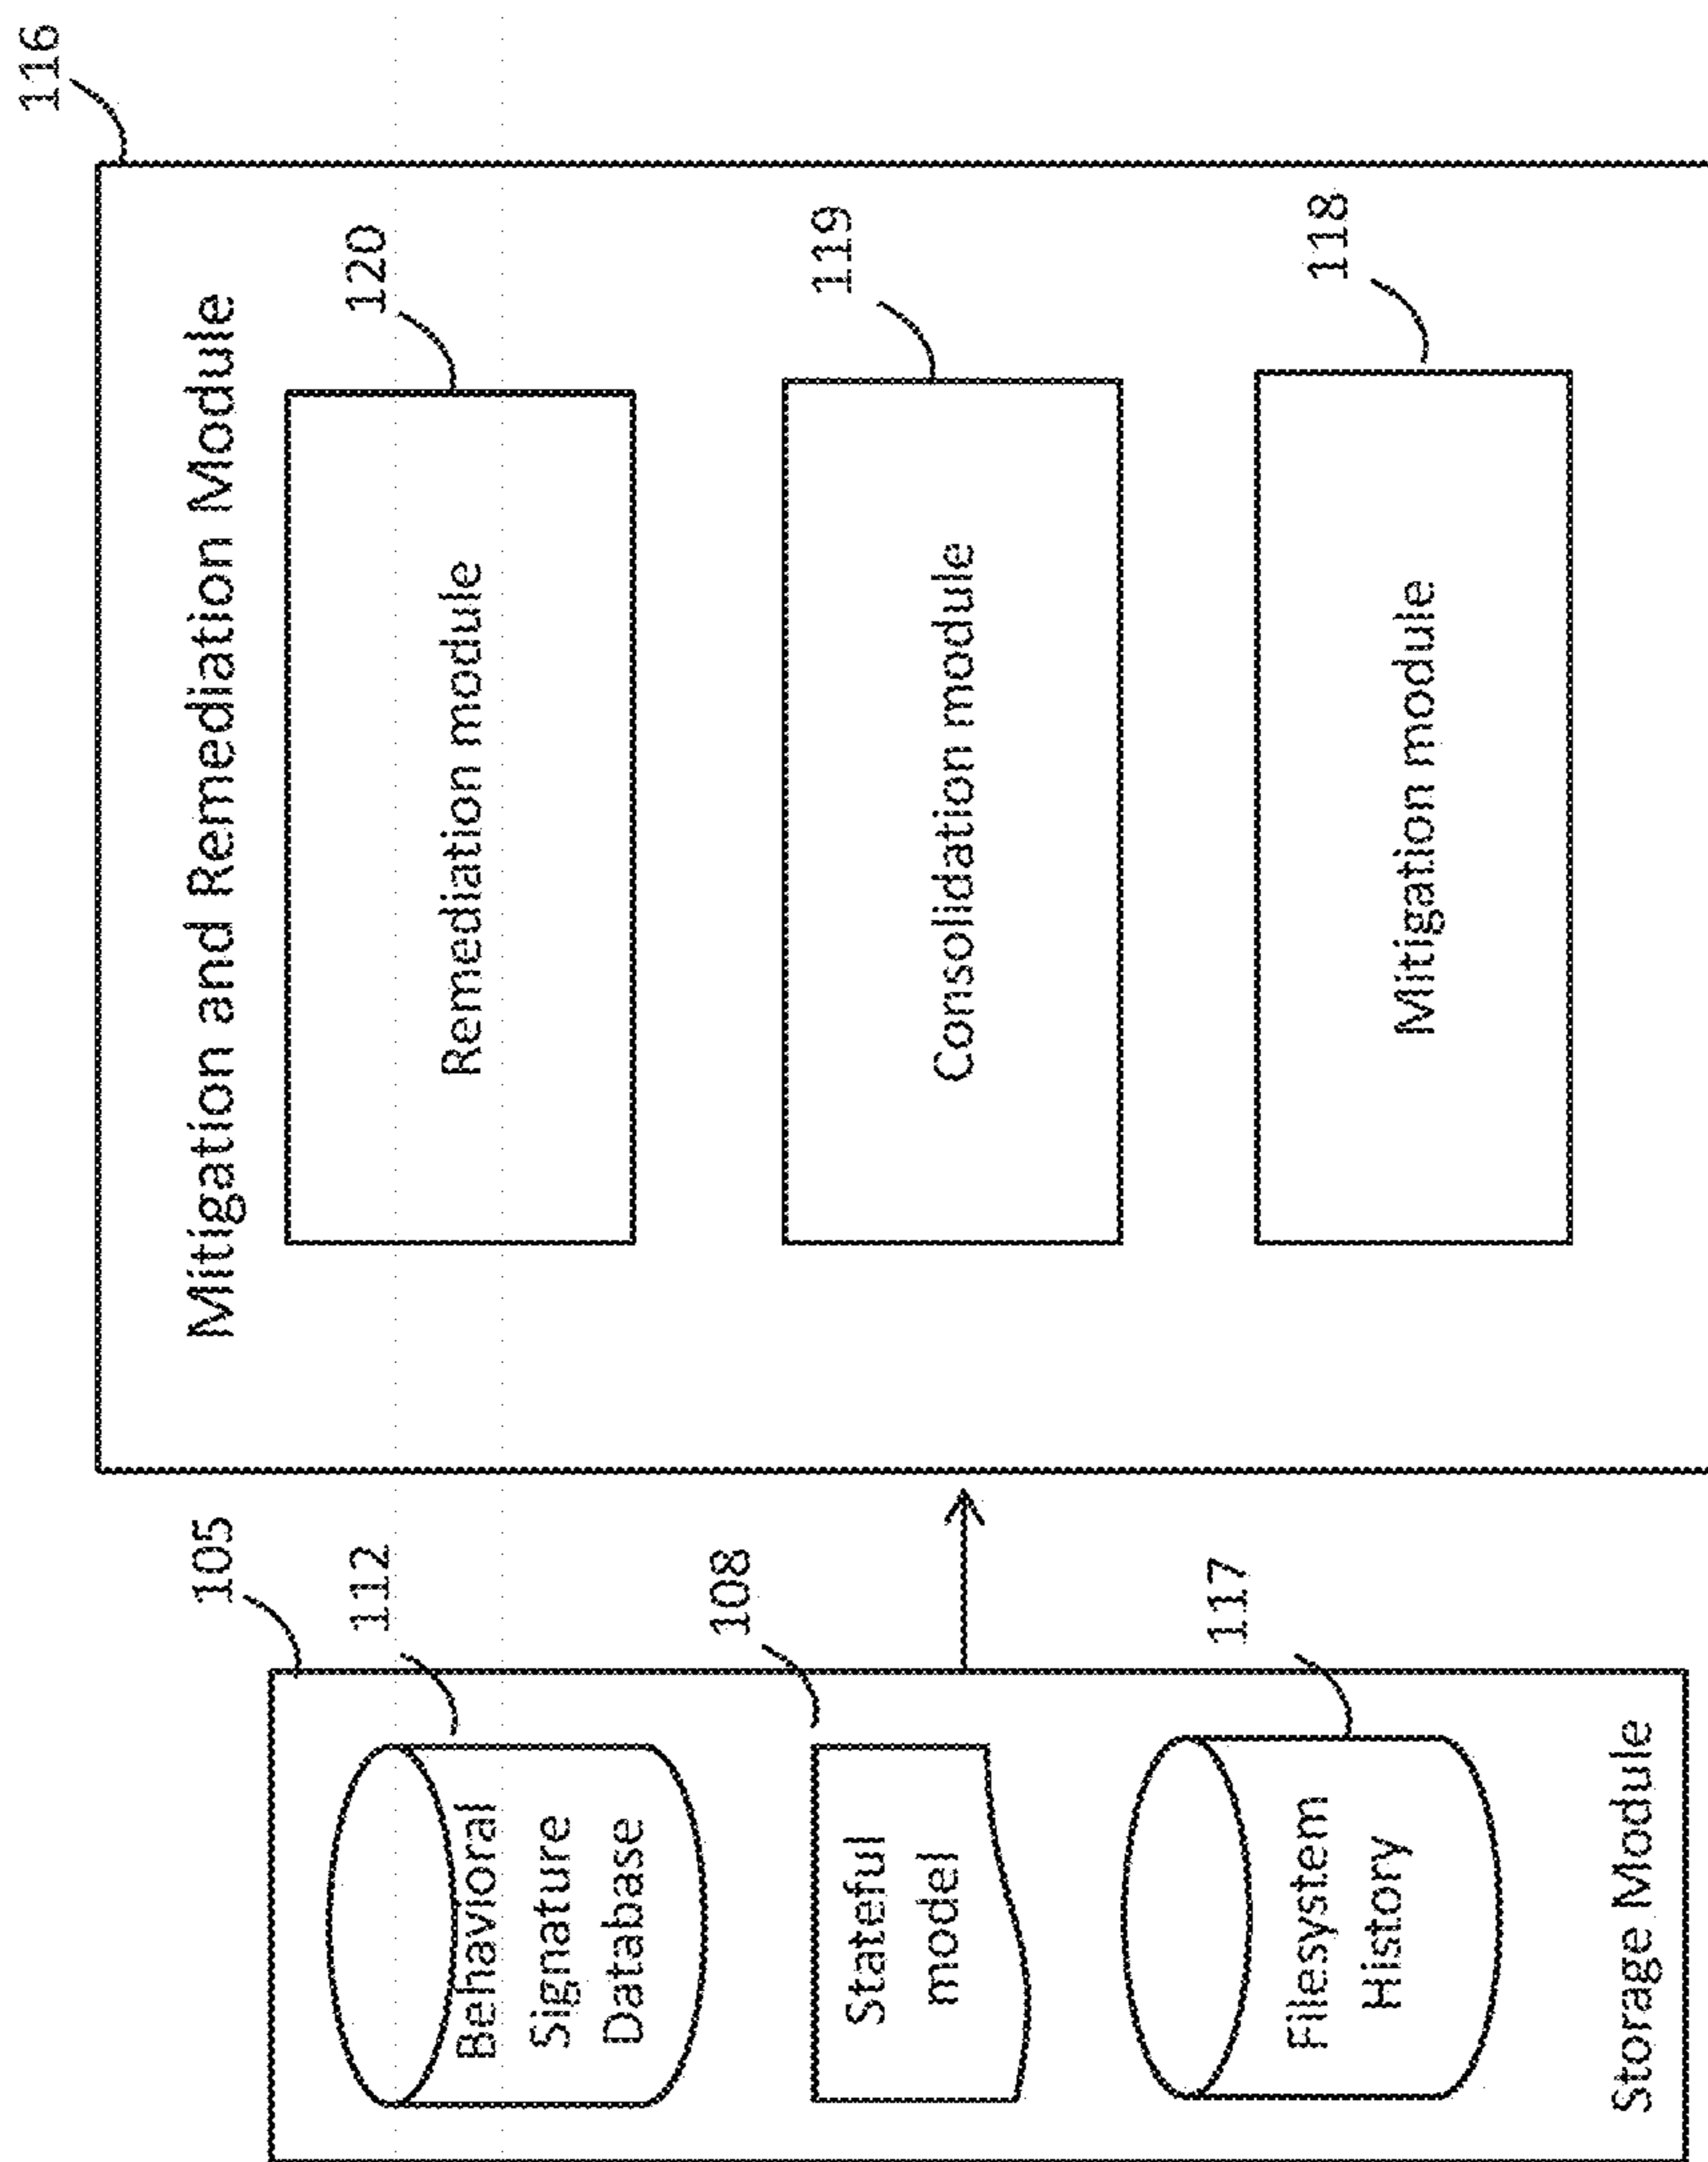 105
112
Behavioral
Signature
Database
108
Stateful
model
117
Filesystem
History
Storage Module
116
Mitigation and Remediation Module
120
Remediation module
119
Consolidation module
118
Mitigation module